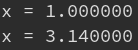 x = 1.000000
x = 3.140000